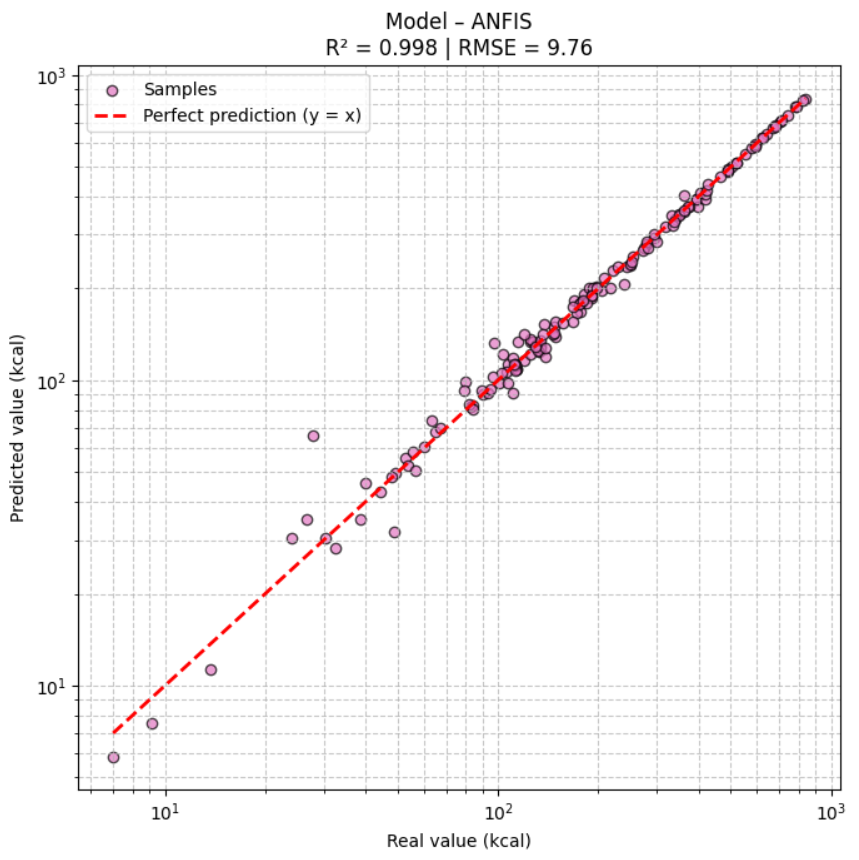 Model – ANFIS
R² = 0.998 | RMSE = 9.76
Samples
Perfect prediction (y = x)
Predicted value (kcal)
10³
10²
10¹
10¹
10²
10³
Real value (kcal)